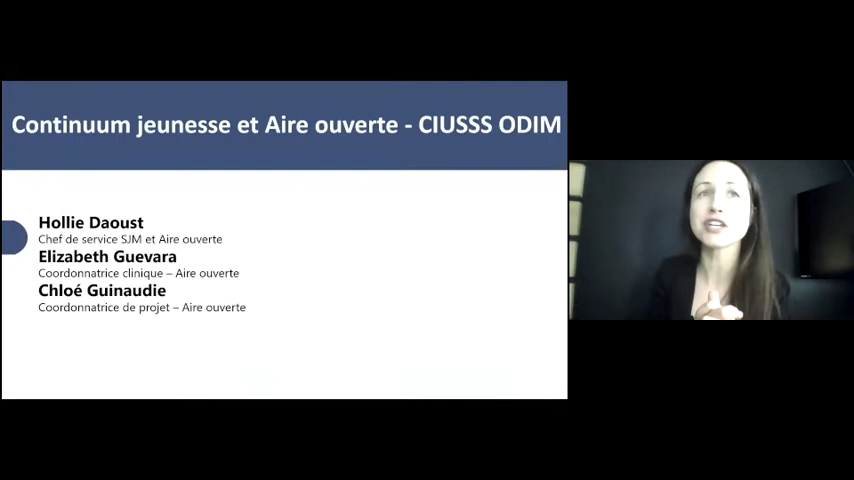 Continuum jeunesse et Aire ouverte - CIUSSS ODIM
Hollie Daoust
Chef de service SJM et Aire ouverte
Elizabeth Guevara
Coordonnatrice clinique – Aire ouverte
Chloé Guinaudie
Coordonnatrice de projet – Aire ouverte